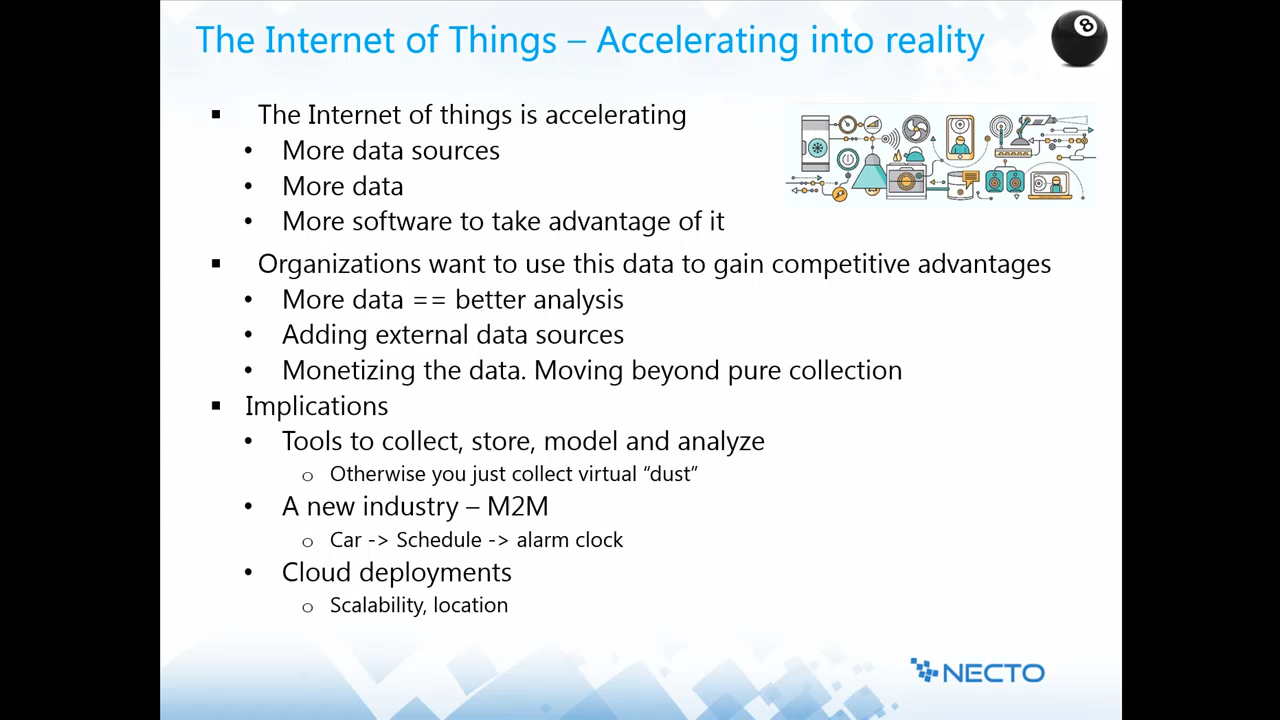 The Internet of Things – Accelerating into reality
8
▪ The Internet of things is accelerating
• More data sources
• More data
• More software to take advantage of it
▪ Organizations want to use this data to gain competitive advantages
• More data == better analysis
• Adding external data sources
• Monetizing the data. Moving beyond pure collection
▪ Implications
• Tools to collect, store, model and analyze
o Otherwise you just collect virtual “dust”
• A new industry – M2M
o Car -> Schedule -> alarm clock
• Cloud deployments
o Scalability, location
NECTO